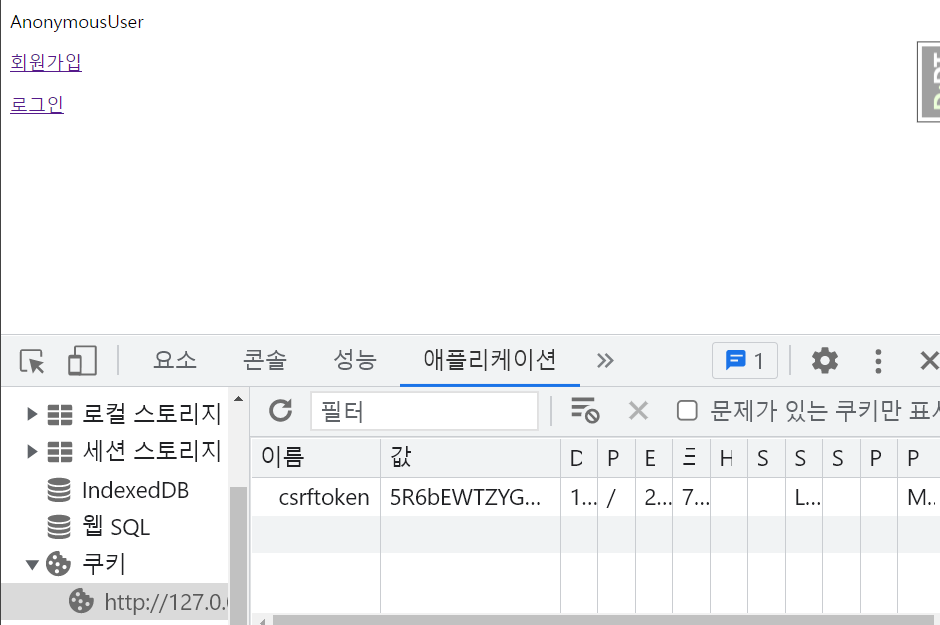 AnonymousUser
회원가입
로그인
요소 콘솔 성능 애플리케이션 1
로컬 스토리지
세션 스토리지
IndexedDB
웹 SQL
쿠키
http://127.0.
필터 문제가 있는 쿠키만 표시
이름 값 D P E 크 H S S S P P
csrftoken 5R6bEWTZYG... 1... / 2... 7... L... M...